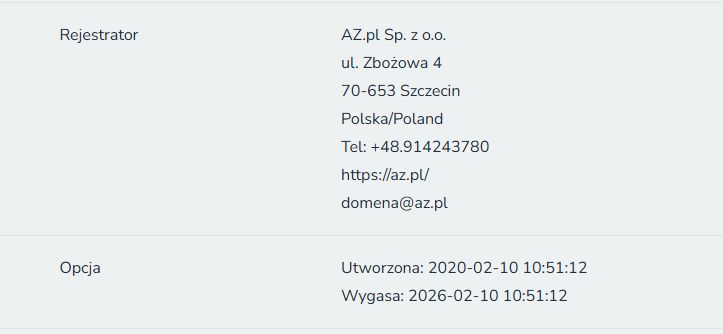 Rejestrator
AZ.pl Sp. z o.o.
ul. Zbożowa 4
70-653 Szczecin
Polska/Poland
Tel: +48.914243780
https://az.pl/
domena@az.pl
Opcja
Utworzona: 2020-02-10 10:51:12
Wygasa: 2026-02-10 10:51:12